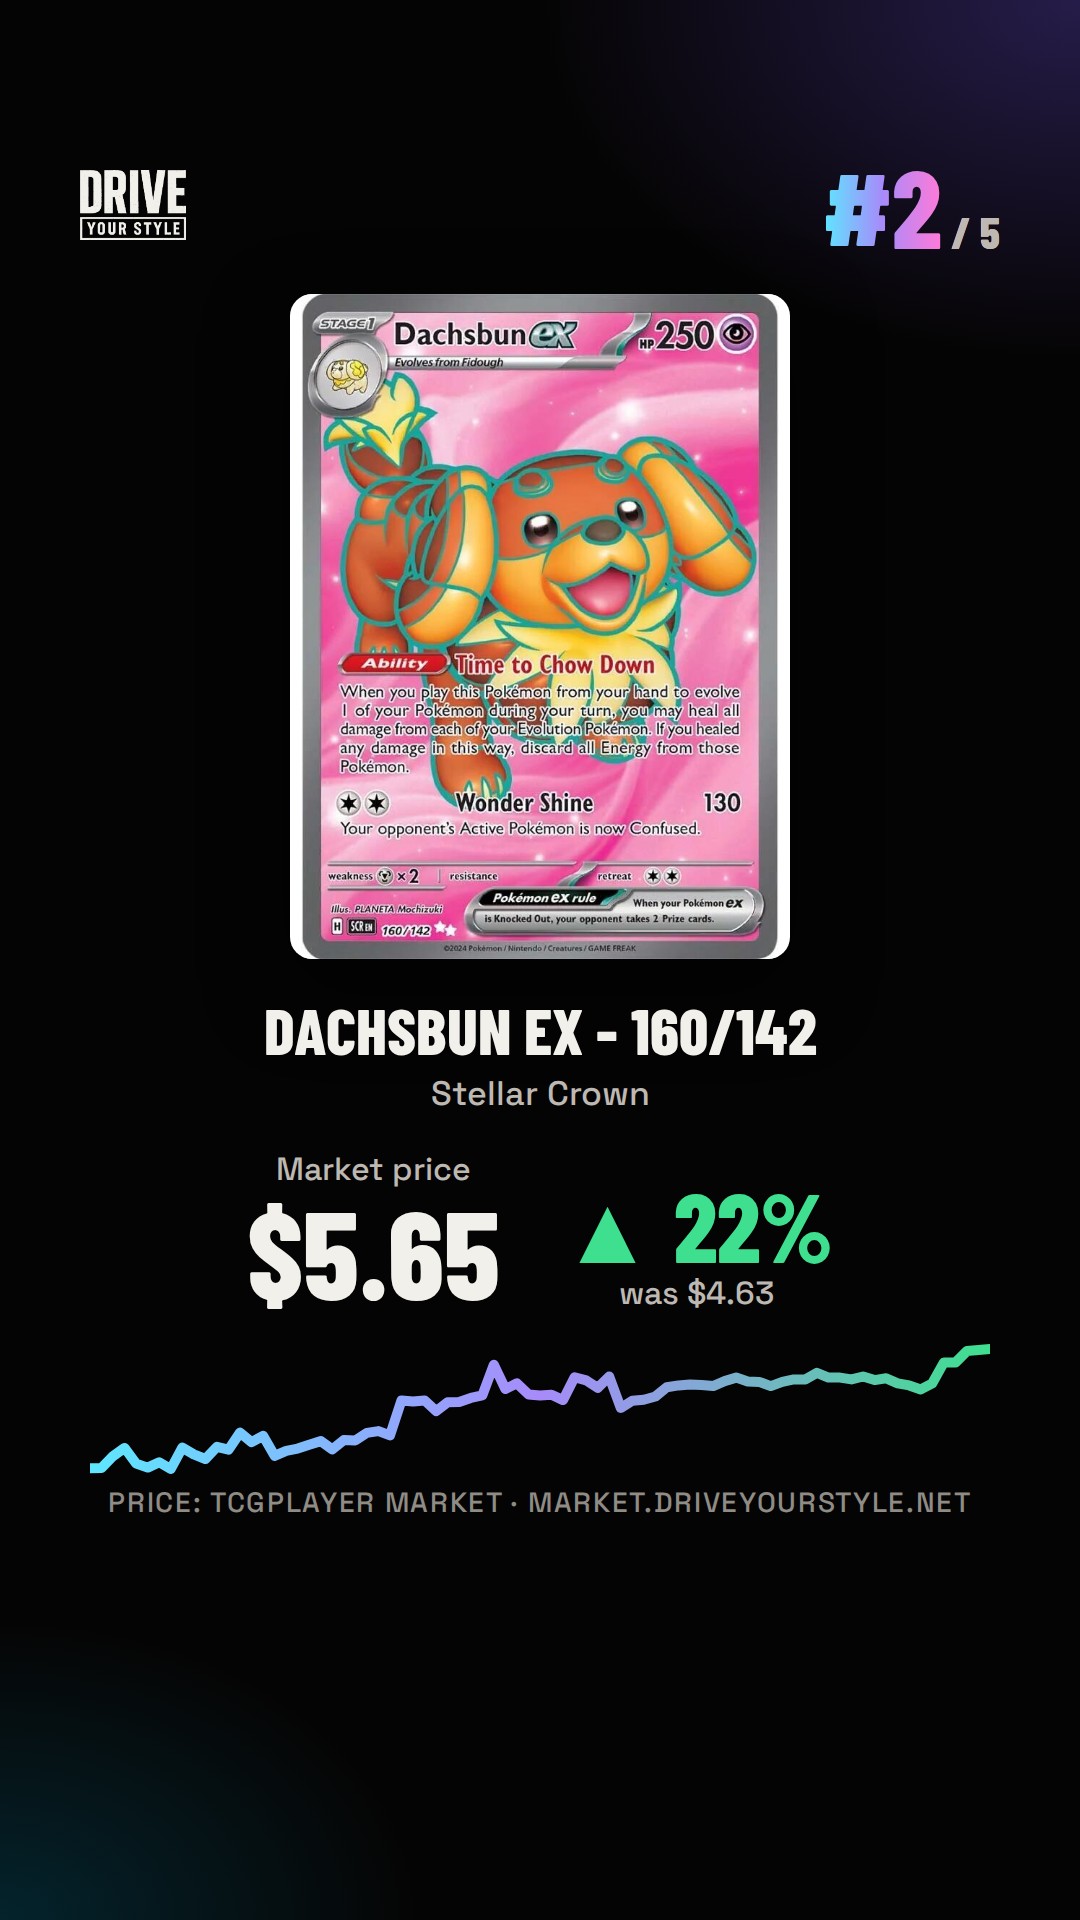 DRIVE
YOUR STYLE
#2 / 5
STAGE1
Dachsbun ex
HP 250
Evolves from Fidough
Ability Time to Chow Down
When you play this Pokémon from your hand to evolve
1 of your Pokémon during your turn, you may heal all
damage from each of your Evolution Pokémon. If you healed
any damage in this way, discard all Energy from those
Pokémon.
Wonder Shine 130
Your opponent's Active Pokémon is now Confused.
weakness ×2 resistance retreat
Pokémon ex rule When your Pokémon ex
is Knocked Out, your opponent takes 2 Prize cards.
Illus. PLANETA Mochizuki
H SCR EN 160/142
©2024 Pokémon / Nintendo / Creatures / GAME FREAK
DACHSBUN EX - 160/142
Stellar Crown
Market price
$5.65
▲ 22%
was $4.63
PRICE: TCGPLAYER MARKET · MARKET.DRIVEYOURSTYLE.NET